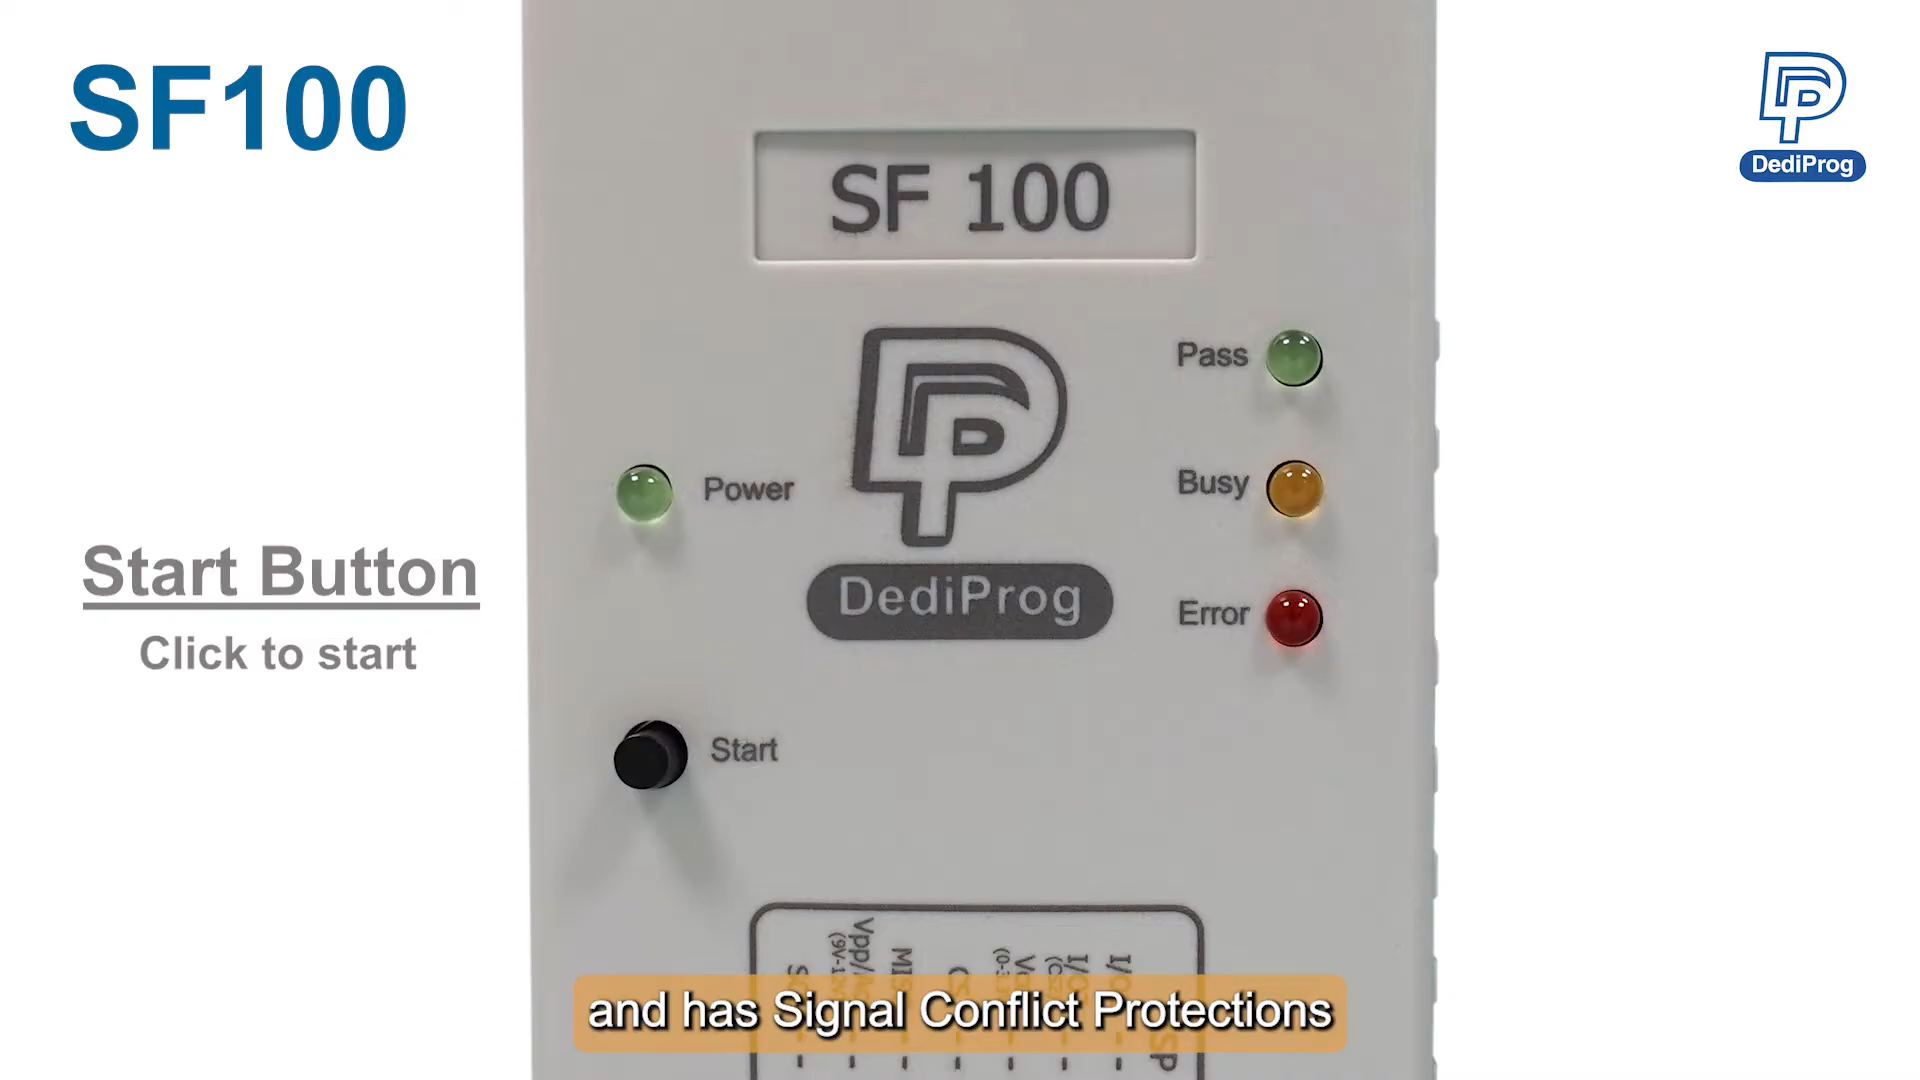 SF100
DediProg
SF 100
Pass
Busy
Power
DediProg
Error
Start Button
Click to start
Start
and has Signal Conflict Protections